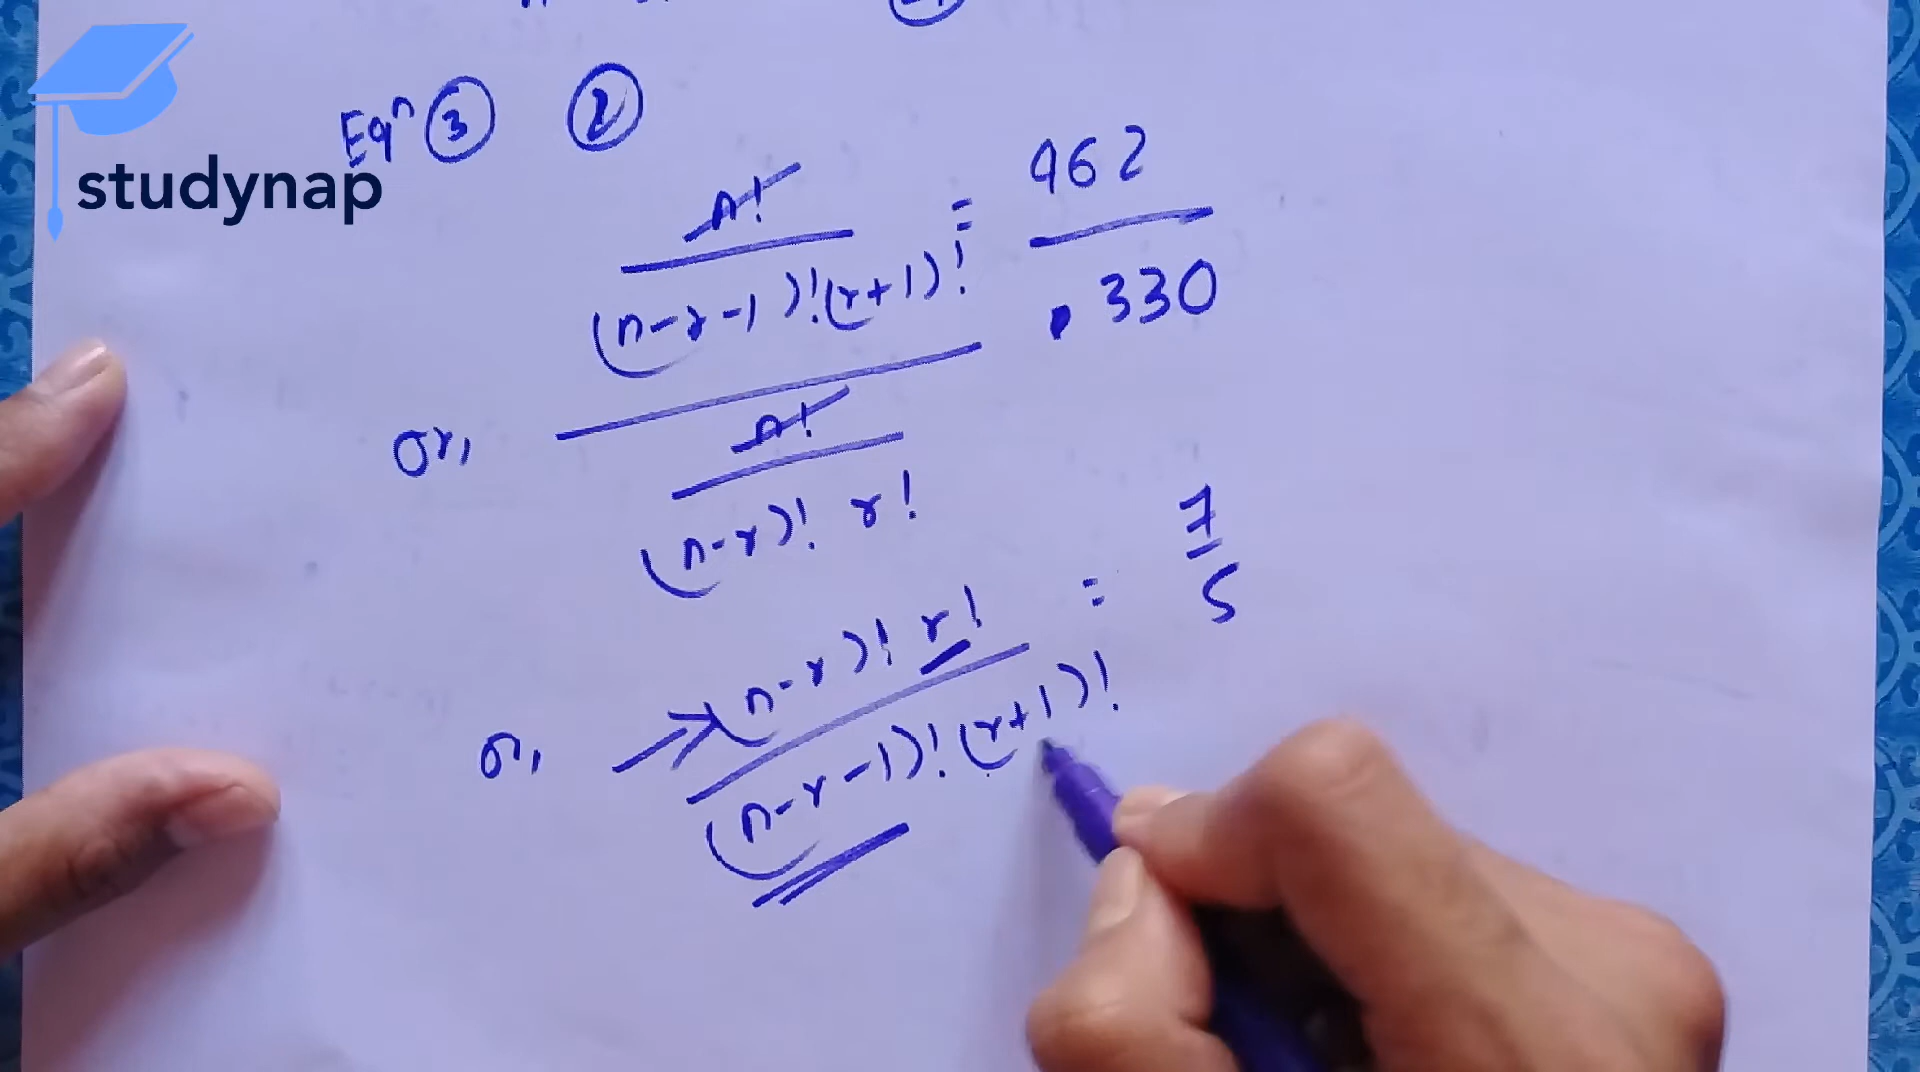 studynap
Eqⁿ ③ ②
n! / (n-r-1)!(r+1)! = 462 / 330
or, n! / (n-r)! r!
(n-r)! r! = 7 / 5
or, (n-r-1)! (r+1)!